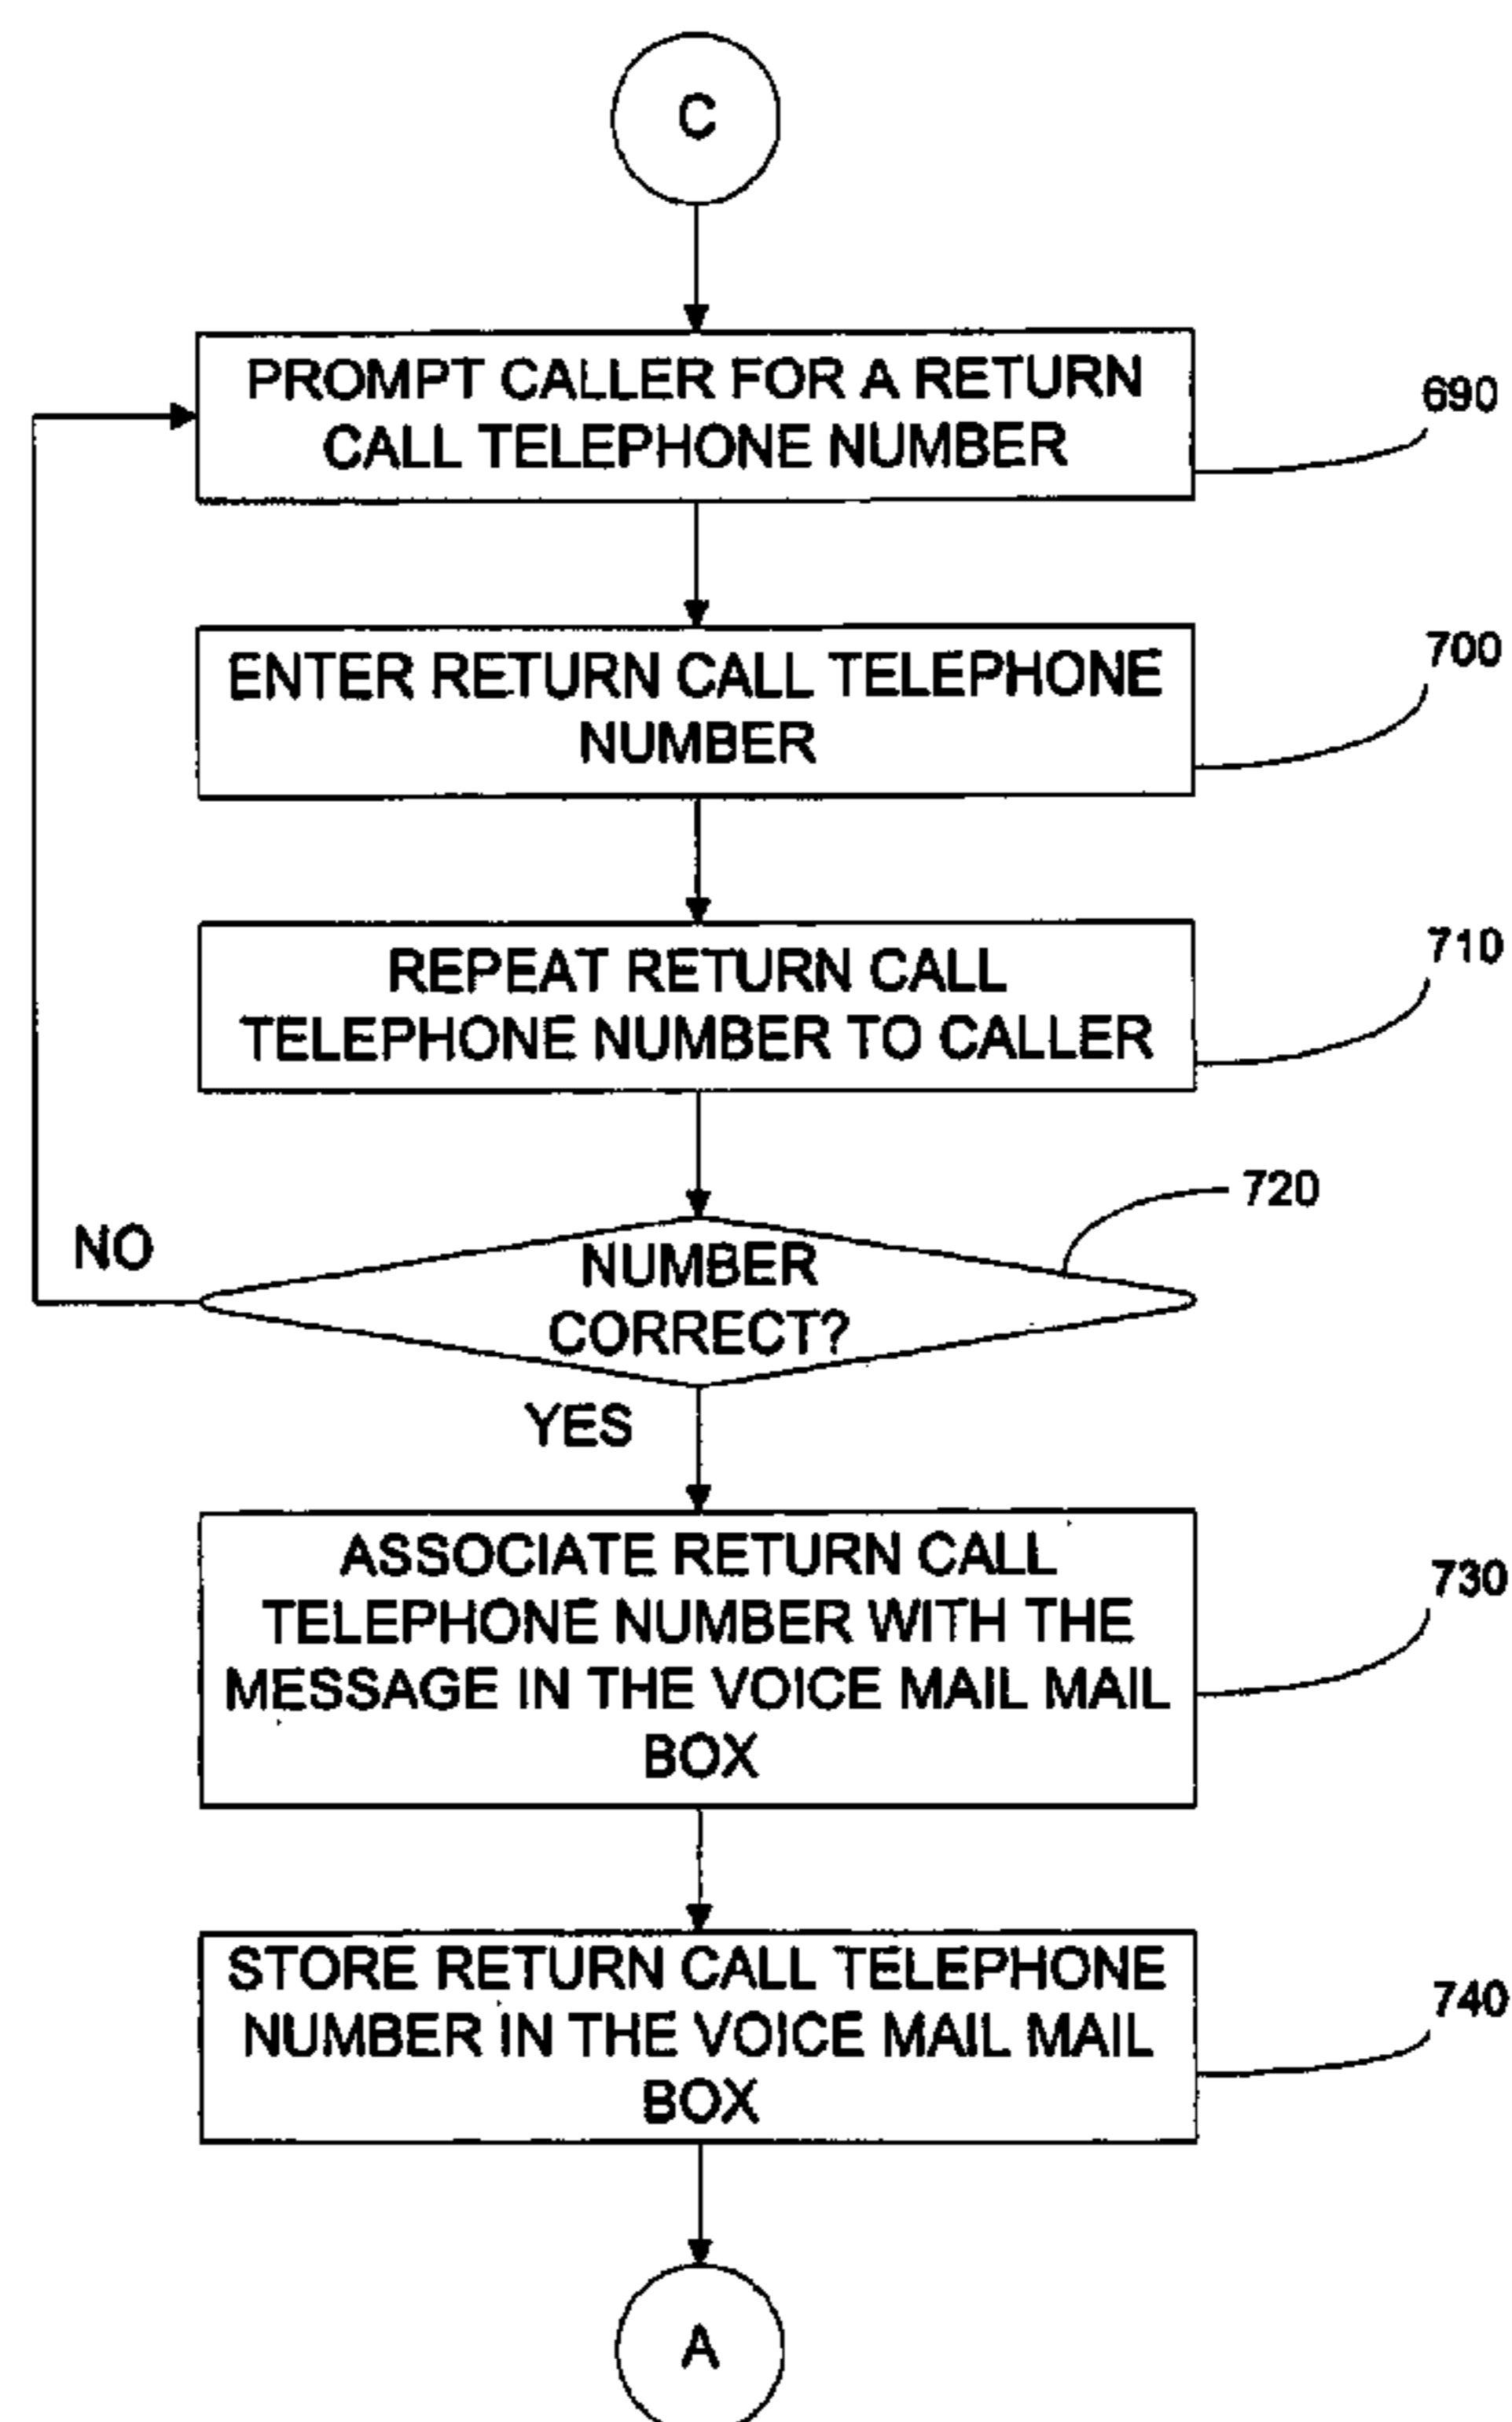 C
PROMPT CALLER FOR A RETURN
CALL TELEPHONE NUMBER
690
ENTER RETURN CALL TELEPHONE
NUMBER
700
REPEAT RETURN CALL
TELEPHONE NUMBER TO CALLER
710
720
NO
NUMBER
CORRECT?
YES
ASSOCIATE RETURN CALL
TELEPHONE NUMBER WITH THE
MESSAGE IN THE VOICE MAIL MAIL
BOX
730
STORE RETURN CALL TELEPHONE
NUMBER IN THE VOICE MAIL MAIL
BOX
740
A